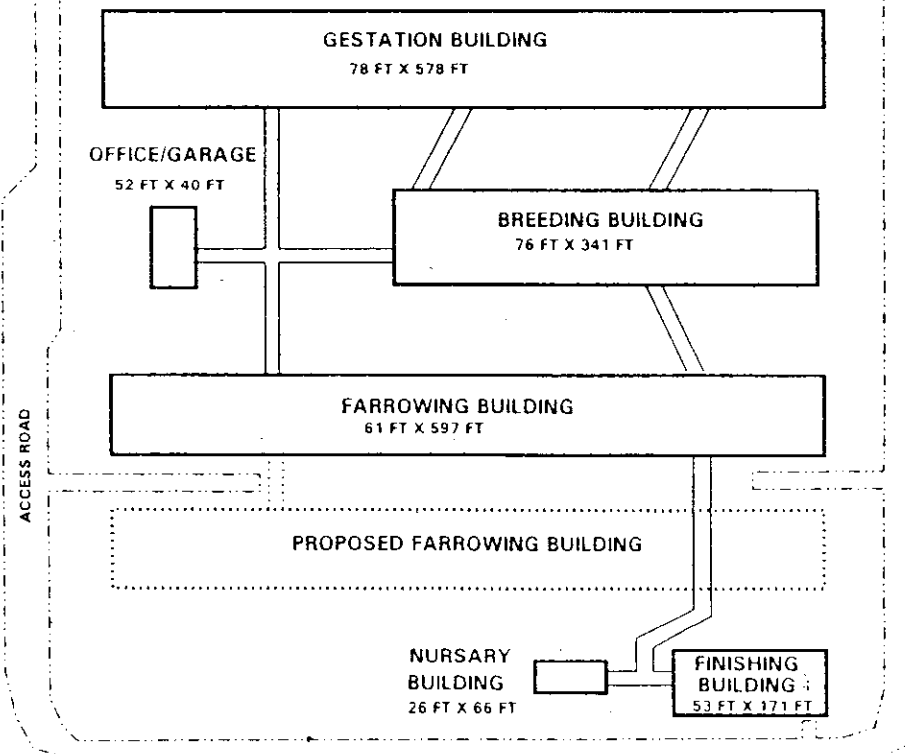 GESTATION BUILDING
78 FT X 578 FT
OFFICE/GARAGE
52 FT X 40 FT
BREEDING BUILDING
76 FT X 341 FT
FARROWING BUILDING
61 FT X 597 FT
ACCESS ROAD
PROPOSED FARROWING BUILDING
NURSARY
BUILDING
26 FT X 66 FT
FINISHING
BUILDING
53 FT X 171 FT